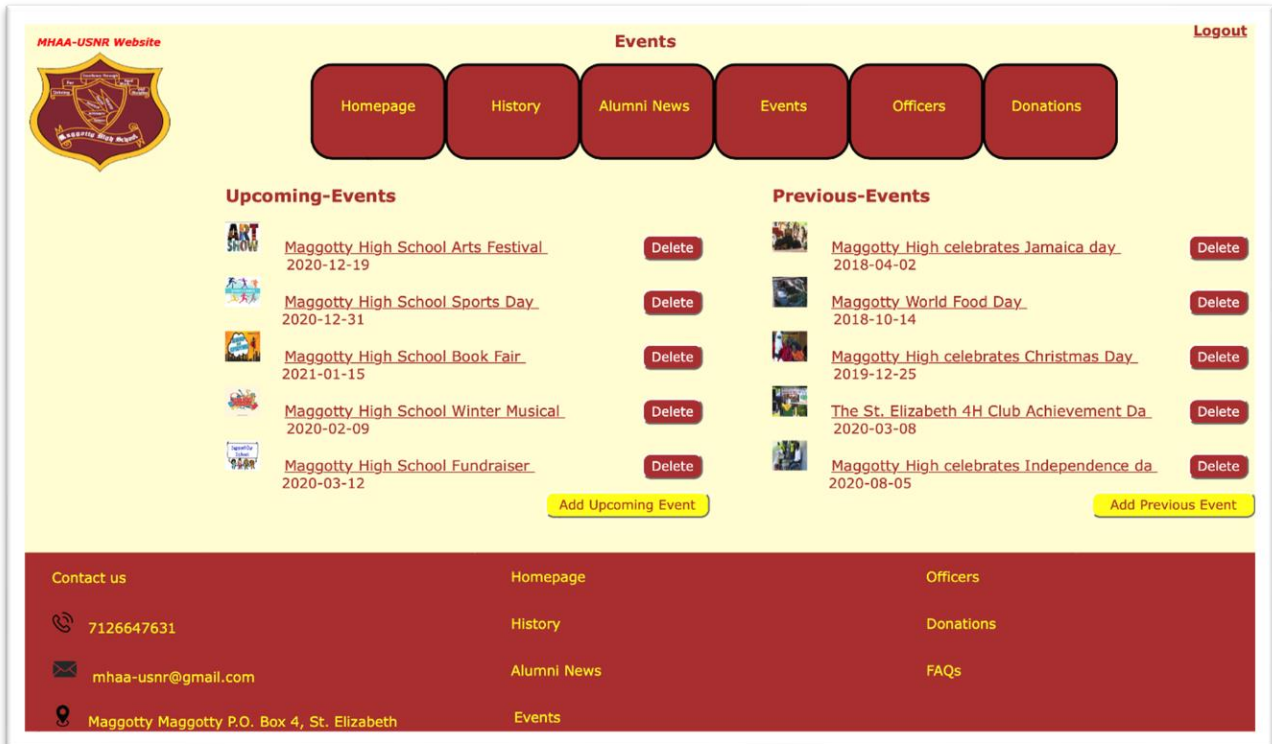 Logout
MHAA-USNR Website
Events
Maggotty High School
Homepage
History
Alumni News
Events
Officers
Donations
Upcoming-Events
ART
SHOW
Maggotty High School Arts Festival
Delete
2020-12-19
Maggotty High School Sports Day
Delete
2020-12-31
Maggotty High School Book Fair
Delete
2021-01-15
Maggotty High School Winter Musical
Delete
2020-02-09
Maggotty High School Fundraiser
Delete
2020-03-12
Add Upcoming Event
Previous-Events
Maggotty High celebrates Jamaica day
Delete
2018-04-02
Maggotty World Food Day
Delete
2018-10-14
Maggotty High celebrates Christmas Day
Delete
2019-12-25
The St. Elizabeth 4H Club Achievement Da
Delete
2020-03-08
Maggotty High celebrates Independence da
Delete
2020-08-05
Add Previous Event
Contact us
7126647631
mhaa-usnr@gmail.com
Maggotty Maggotty P.O. Box 4, St. Elizabeth
Homepage
History
Alumni News
Events
Officers
Donations
FAQs